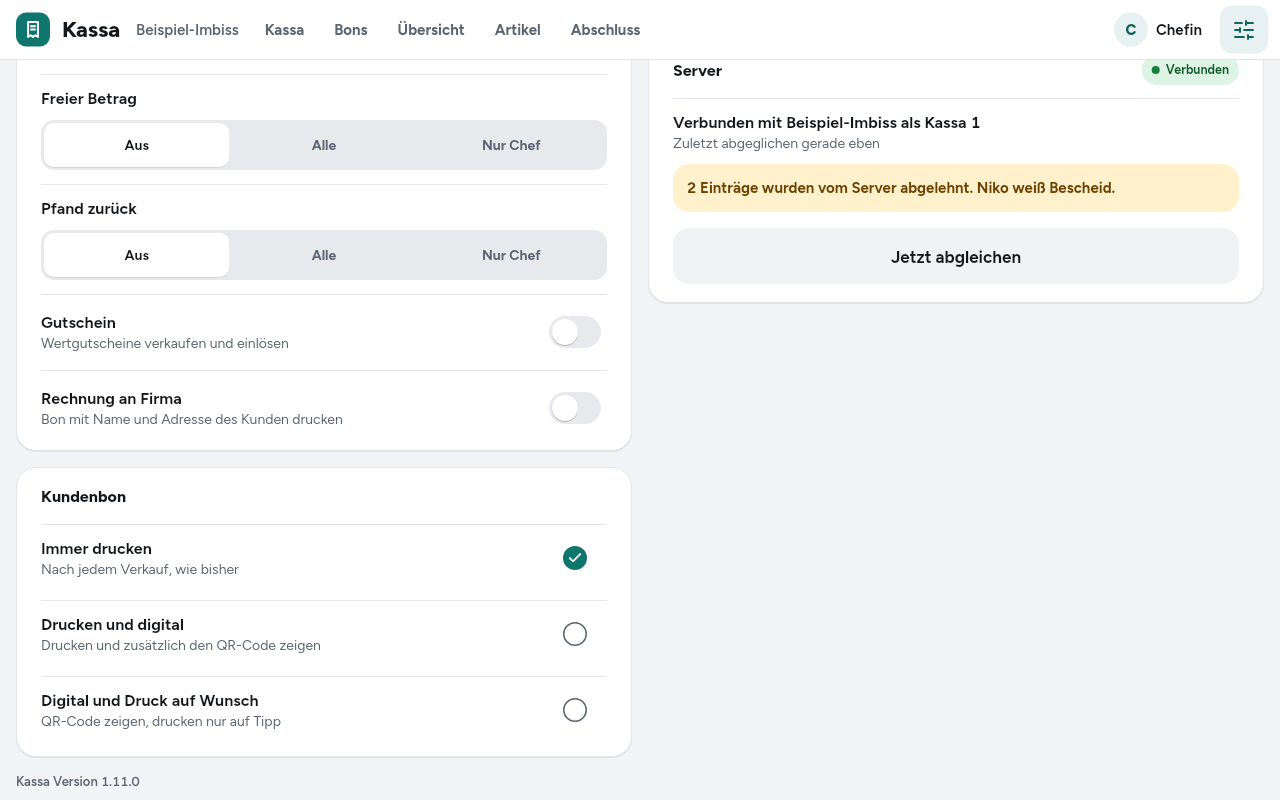 Kassa
Beispiel-Imbiss
Kassa
Bons
Übersicht
Artikel
Abschluss
C
Chefin
Freier Betrag
Aus
Alle
Nur Chef
Pfand zurück
Aus
Alle
Nur Chef
Gutschein
Wertgutscheine verkaufen und einlösen
Rechnung an Firma
Bon mit Name und Adresse des Kunden drucken
Kundenbon
Immer drucken
Nach jedem Verkauf, wie bisher
Drucken und digital
Drucken und zusätzlich den QR-Code zeigen
Digital und Druck auf Wunsch
QR-Code zeigen, drucken nur auf Tipp
Kassa Version 1.11.0
Server
Verbunden
Verbunden mit Beispiel-Imbiss als Kassa 1
Zuletzt abgeglichen gerade eben
2 Einträge wurden vom Server abgelehnt. Niko weiß Bescheid.
Jetzt abgleichen